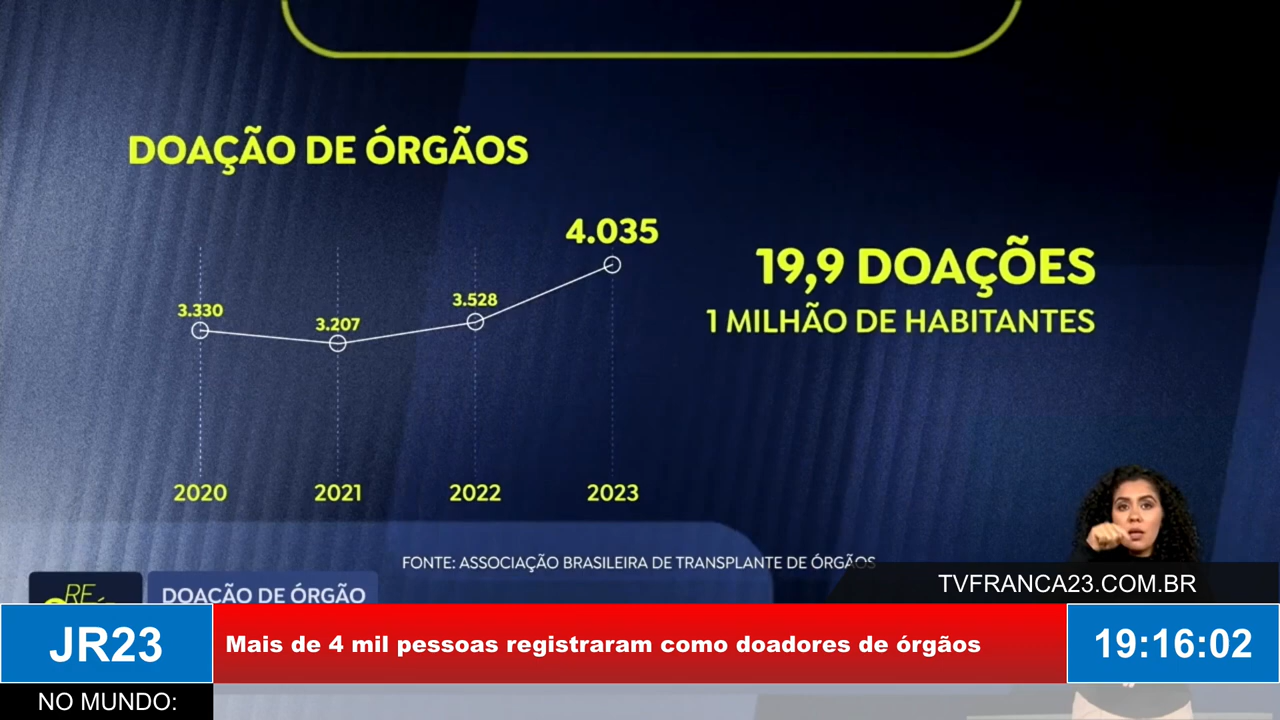 DOAÇÃO DE ÓRGÃOS
4.035
3.330
3.207
3.528
19,9 DOAÇÕES
1 MILHÃO DE HABITANTES
2020 2021 2022 2023
FONTE: ASSOCIAÇÃO BRASILEIRA DE TRANSPLANTE DE ÓRGÃOS
RE
DOAÇÃO DE ÓRGÃO
TVFRANCA23.COM.BR
JR23
Mais de 4 mil pessoas registraram como doadores de órgãos
19:16:02
NO MUNDO: